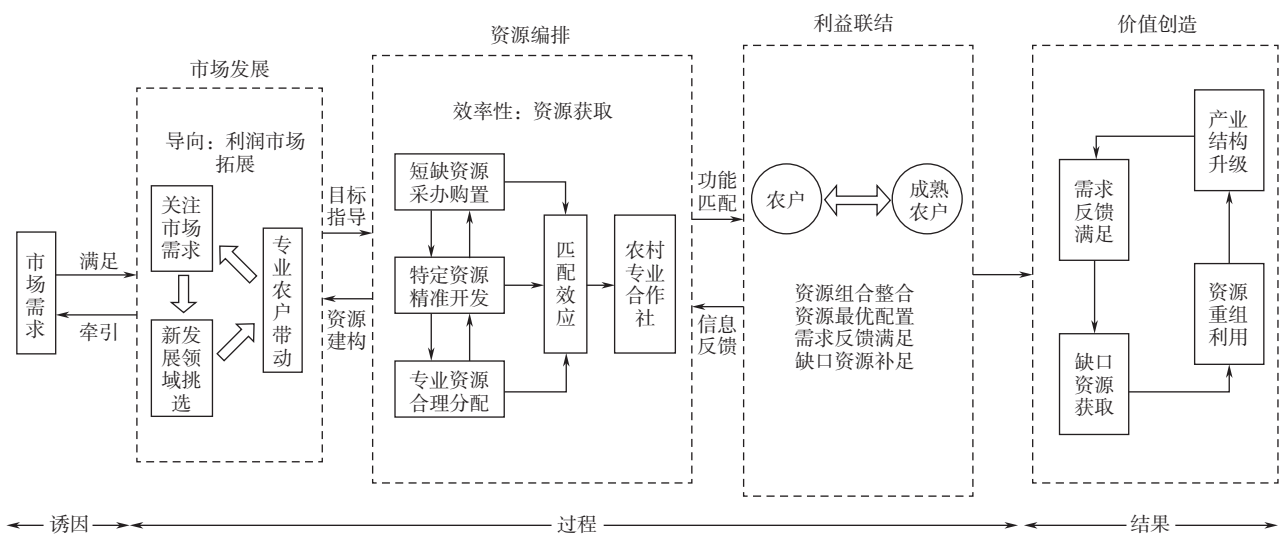 市
场
需
求
满足
牵引
市场发展
导向：利润市场
拓展
关注
市场
需求
新发
展领
域挑
选
专
业
农
户
带
动
目标
指导
资源
建构
资源编排
效率性：资源获取
短缺资源
采办购置
特定资源
精准开发
专业资源
合理分配
匹
配
效
应
农村
专业
合作
社
功能
匹配
信息
反馈
利益联结
农户
成熟
农户
资源组合整合
资源最优配置
需求反馈满足
缺口资源补足
价值创造
产业
结构
升级
需求
反馈
满足
资源
重组
利用
缺口
资源
获取
诱因
过程
结果